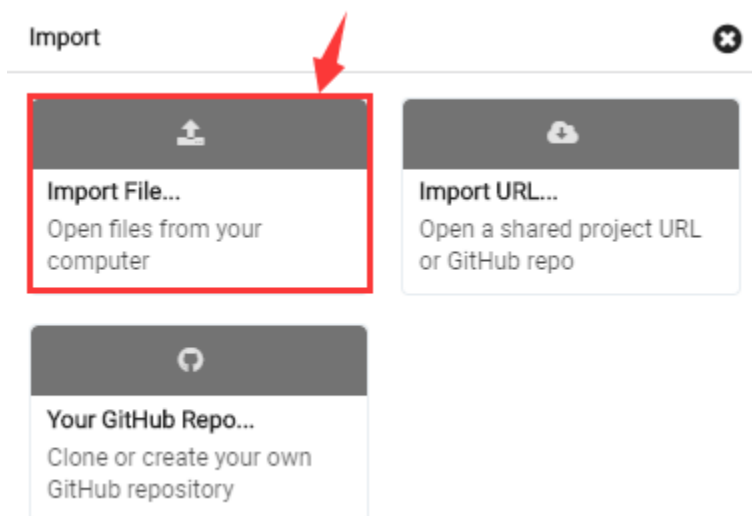 Import
Import File...
Open files from your
computer
Import URL...
Open a shared project URL
or GitHub repo
Your GitHub Repo...
Clone or create your own
GitHub repository